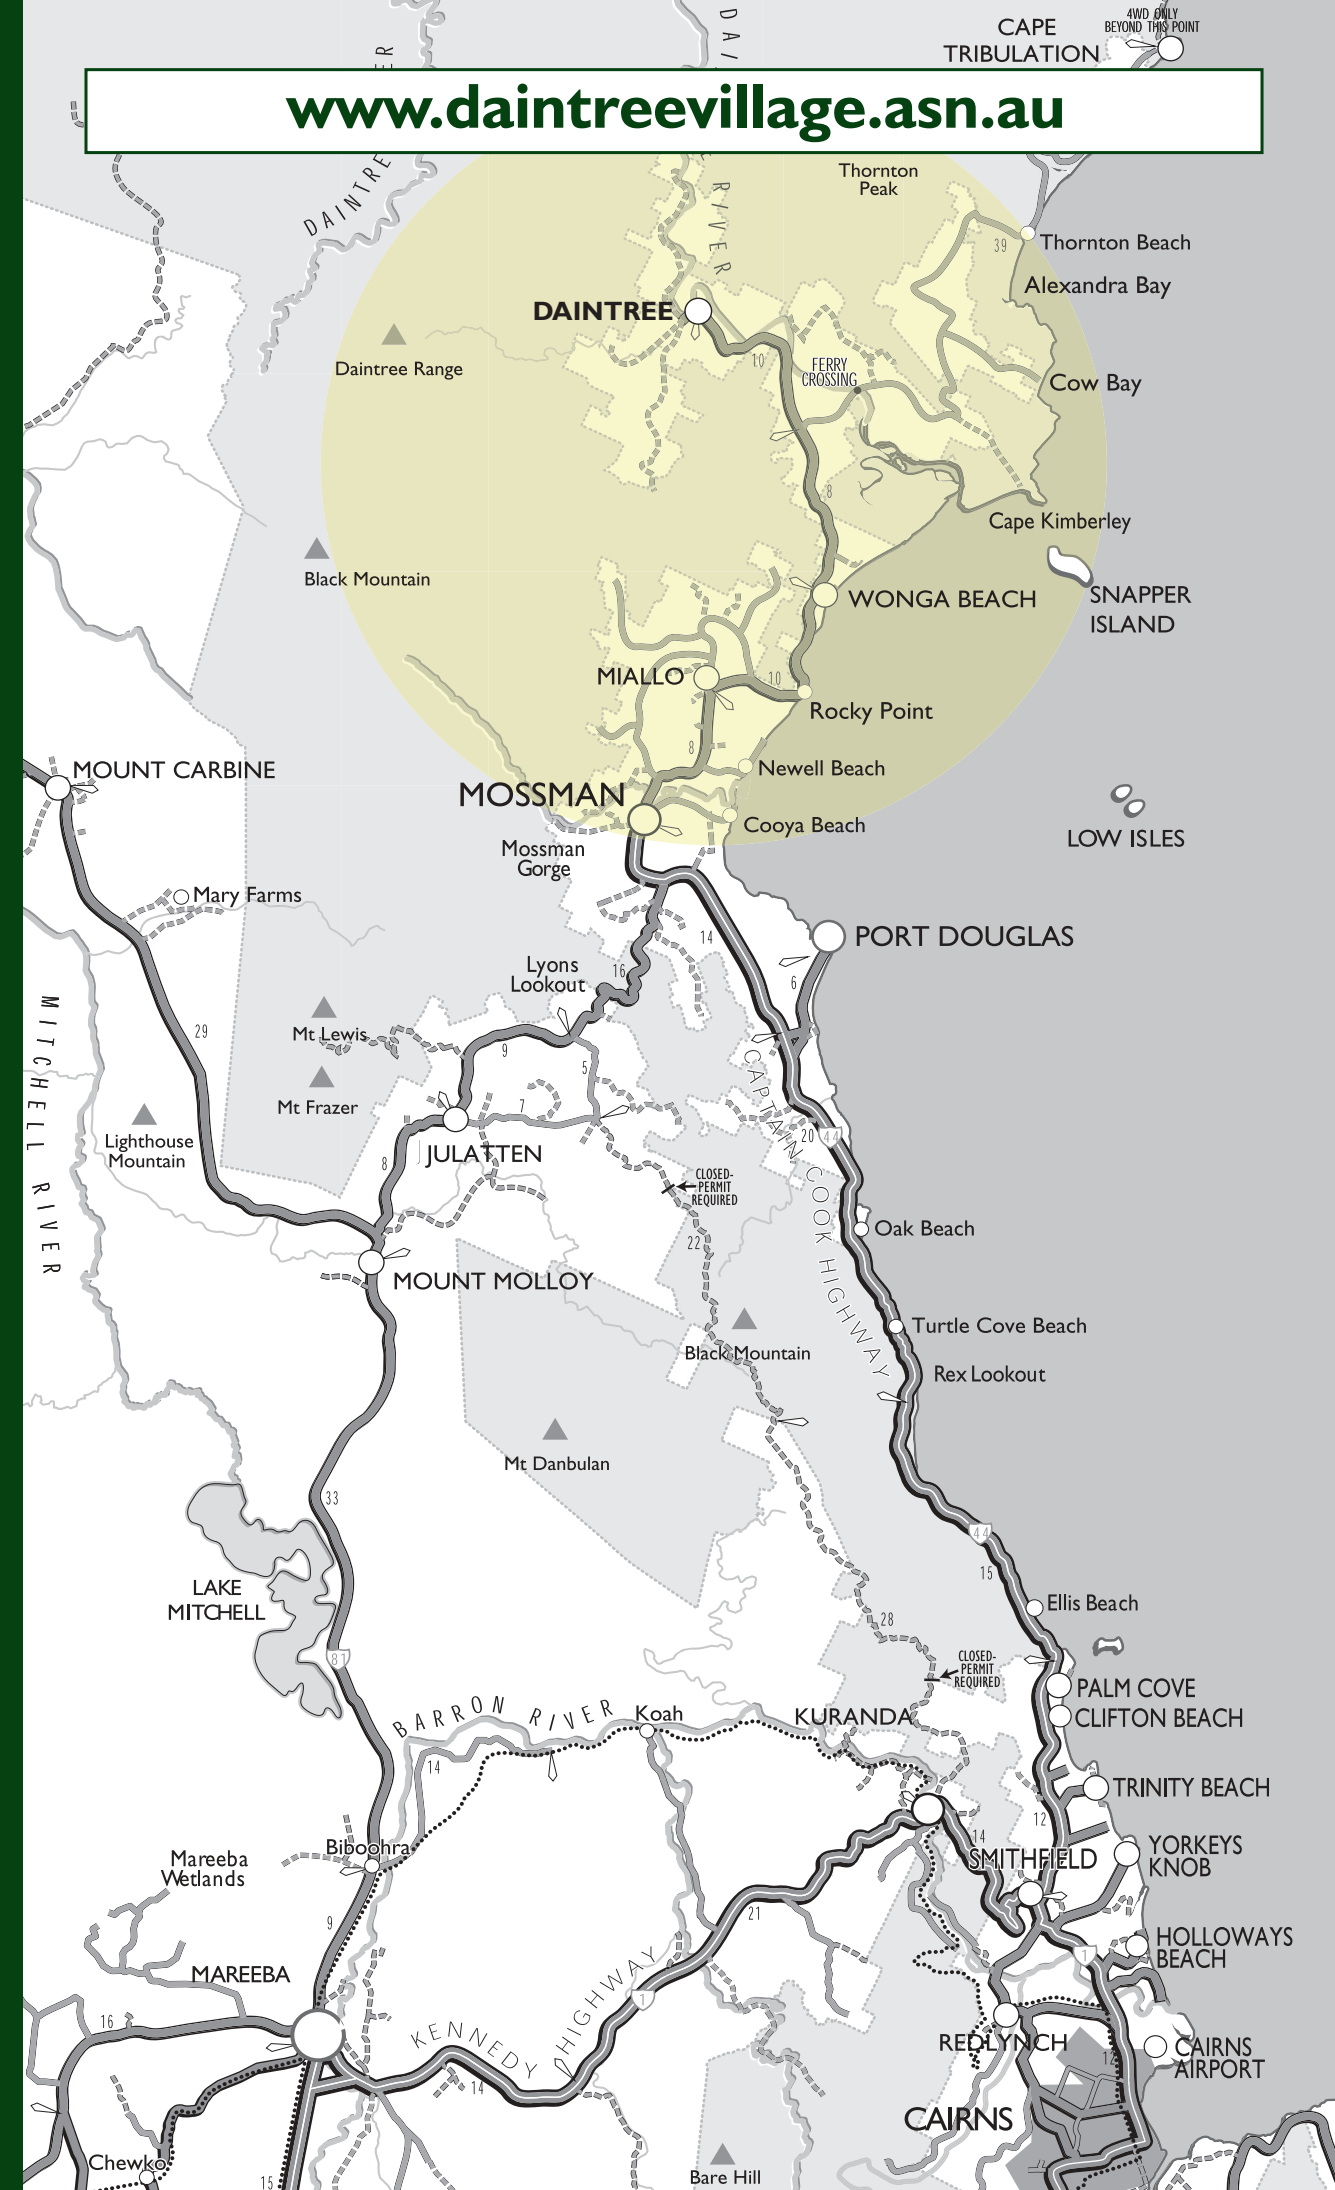 4WD ONLY
BEYOND THIS POINT
CAPE
TRIBULATION
www.daintreevillage.asn.au
DAINTRE
RIVER
Thornton
Peak
39
Thornton Beach
Alexandra Bay
DAINTREE
Daintree Range
10
FERRY
CROSSING
Cow Bay
8
Cape Kimberley
Black Mountain
WONGA BEACH
SNAPPER
ISLAND
MIALLO
10
Rocky Point
8
MOUNT CARBINE
Newell Beach
MOSSMAN
Cooya Beach
LOW ISLES
Mossman
Gorge
Mary Farms
14
PORT DOUGLAS
Lyons
Lookout
16
6
MITCHELL RIVER
29
Mt Lewis
9
5
CAPTAIN COOK HIGHWAY
Mt Frazer
7
Lighthouse
Mountain
8
JULATTEN
20
44
CLOSED-
PERMIT
REQUIRED
22
Oak Beach
MOUNT MOLLOY
Turtle Cove Beach
Black Mountain
Rex Lookout
Mt Danbulan
33
44
15
LAKE
MITCHELL
Ellis Beach
28
81
CLOSED-
PERMIT
REQUIRED
PALM COVE
CLIFTON BEACH
BARRON RIVER
Koah
KURANDA
14
TRINITY BEACH
12
14
Biboohra
Mareeba
Wetlands
SMITHFIELD
YORKEYS
KNOB
9
21
HOLLOWAYS
BEACH
1
MAREEBA
1
16
KENNEDY HIGHWAY
REDLYNCH
CAIRNS
AIRPORT
12
14
CAIRNS
Chewko
15
Bare Hill